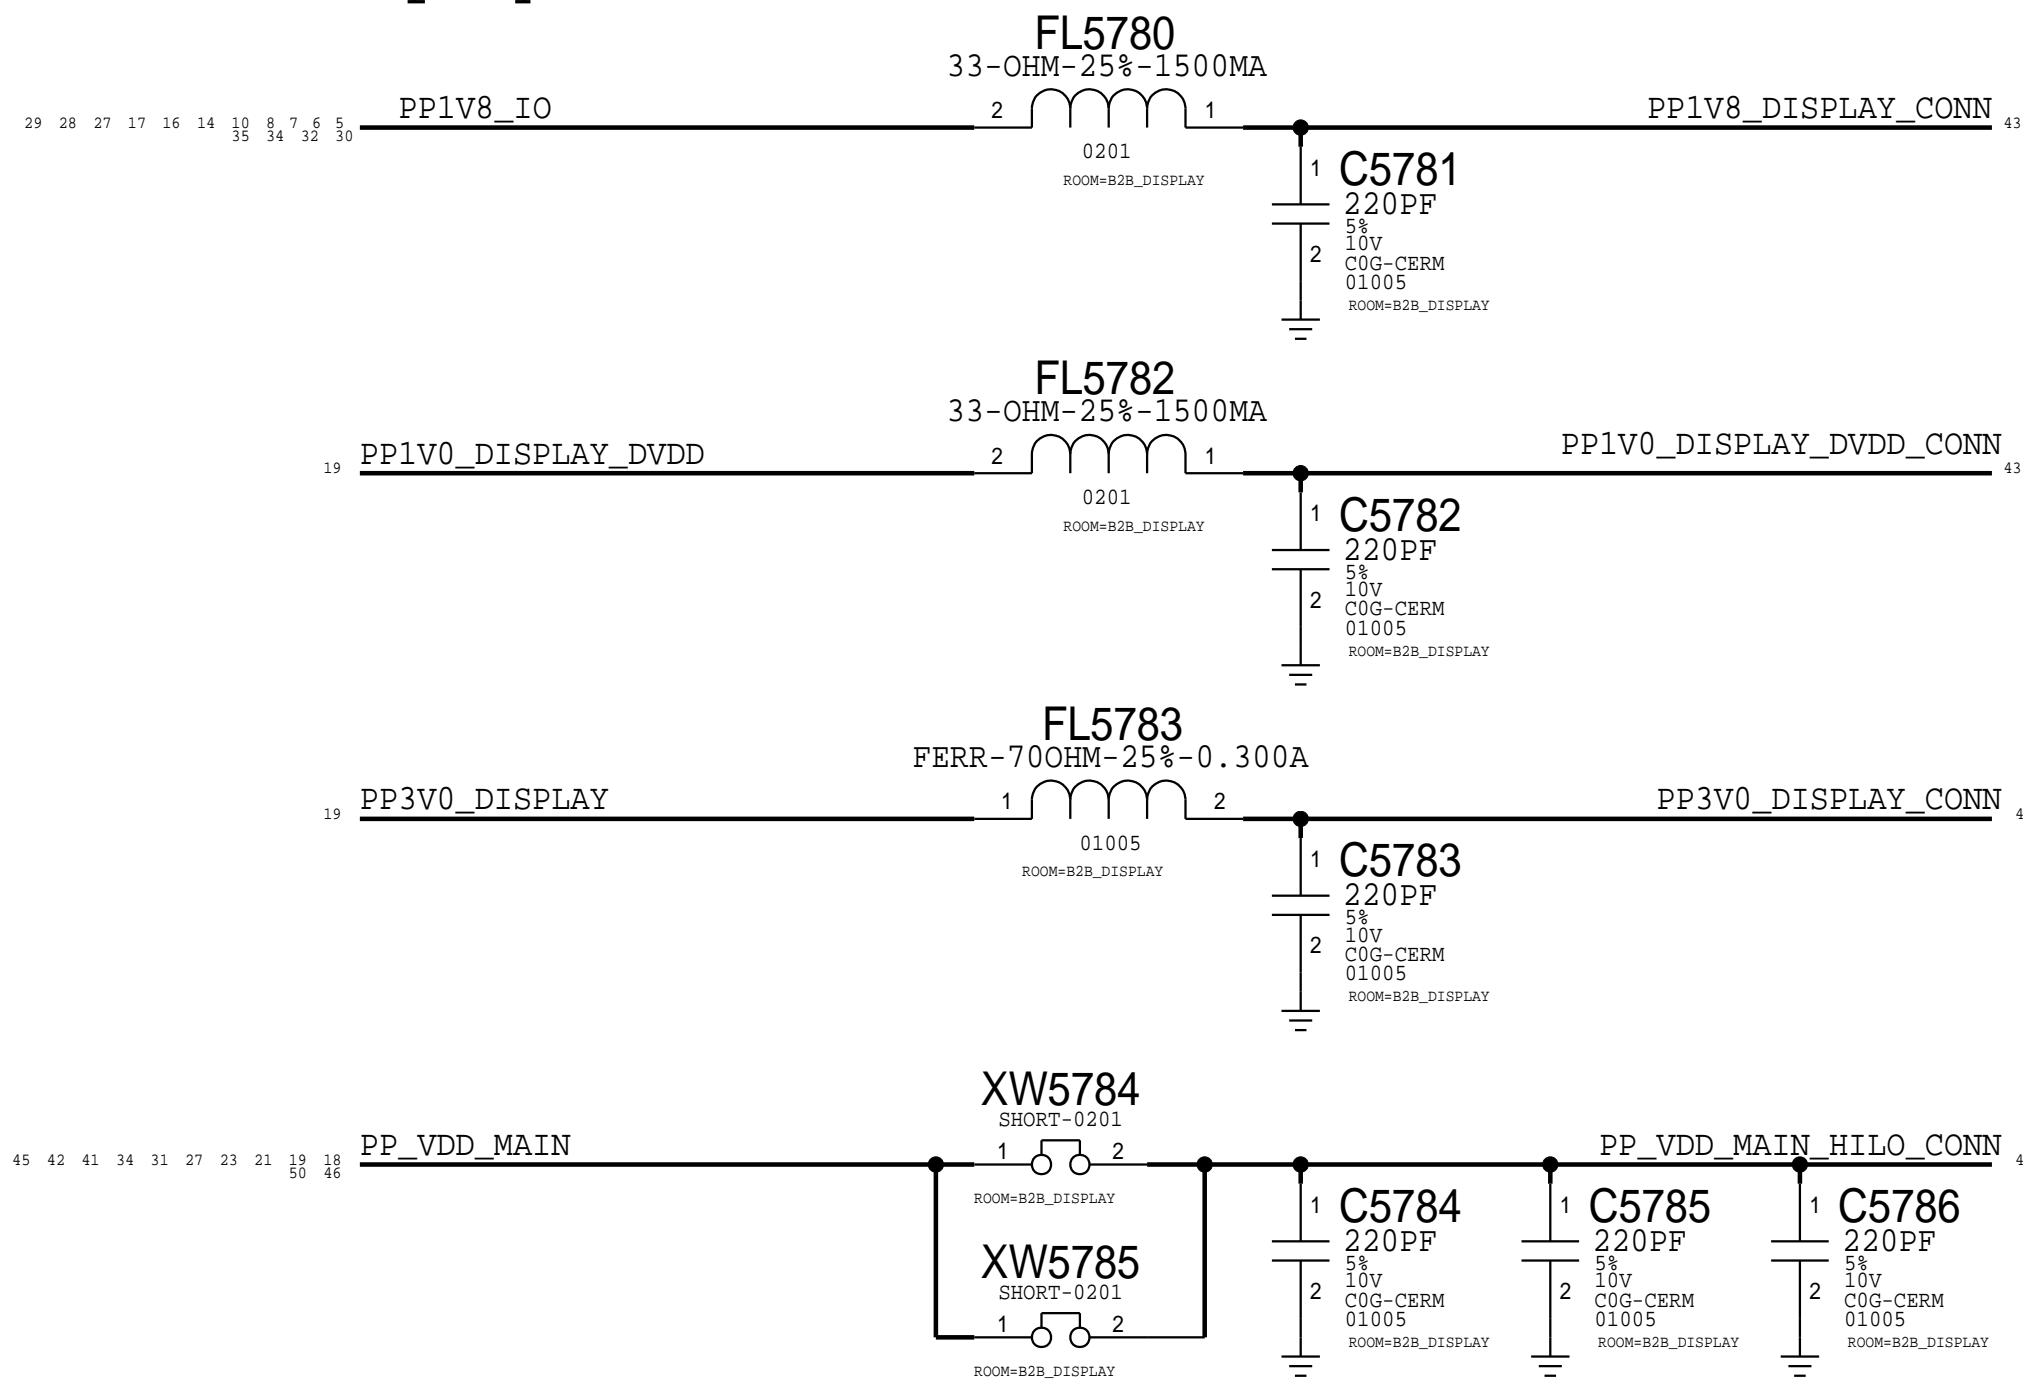 FL5780
33-OHM-25%-1500MA
PP1V8_IO
2
1
PP1V8_DISPLAY_CONN
29 28 27 17 16 14 10 8 7 6 5
43
35 34 32 30
0201
ROOM=B2B_DISPLAY
1
C5781
220PF
5%
10V
2
C0G-CERM
01005
ROOM=B2B_DISPLAY
FL5782
33-OHM-25%-1500MA
19
PP1V0_DISPLAY_DVDD
2
1
PP1V0_DISPLAY_DVDD_CONN
43
0201
ROOM=B2B_DISPLAY
1
C5782
220PF
5%
10V
2
C0G-CERM
01005
ROOM=B2B_DISPLAY
FL5783
FERR-70OHM-25%-0.300A
19
PP3V0_DISPLAY
1
2
PP3V0_DISPLAY_CONN
4
01005
ROOM=B2B_DISPLAY
1
C5783
220PF
5%
10V
2
C0G-CERM
01005
ROOM=B2B_DISPLAY
XW5784
SHORT-0201
45 42 41 34 31 27 23 21 19 18
50 46
PP_VDD_MAIN
1
2
PP_VDD_MAIN_HILO_CONN
4
ROOM=B2B_DISPLAY
XW5785
SHORT-0201
1
2
ROOM=B2B_DISPLAY
1
C5784
220PF
5%
10V
2
C0G-CERM
01005
ROOM=B2B_DISPLAY
1
C5785
220PF
5%
10V
2
C0G-CERM
01005
ROOM=B2B_DISPLAY
1
C5786
220PF
5%
10V
2
C0G-CERM
01005
ROOM=B2B_DISPLAY